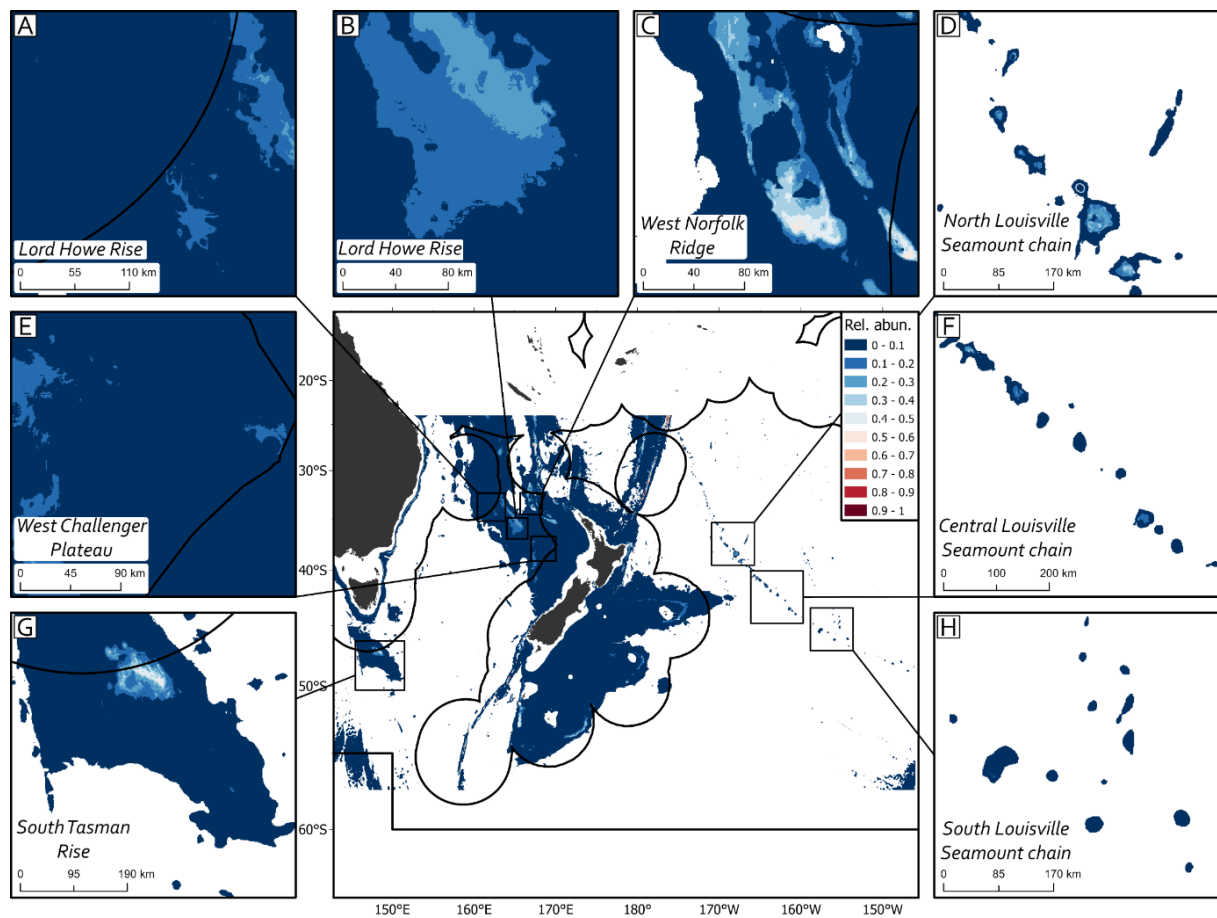 A
Lord Howe Rise
0 55 110 km
B
Lord Howe Rise
0 40 80 km
C
West Norfolk
Ridge
0 40 80 km
D
North Louisville
Seamount chain
0 85 170 km
E
West Challenger
Plateau
0 45 90 km
Rel. abun.
0 - 0.1
0.1 - 0.2
0.2 - 0.3
0.3 - 0.4
0.4 - 0.5
0.5 - 0.6
0.6 - 0.7
0.7 - 0.8
0.8 - 0.9
0.9 - 1
20°S
30°S
40°S
50°S
60°S
150°E 160°E 170°E 180° 170°W 160°W 150°W
F
Central Louisville
Seamount chain
0 100 200 km
G
South Tasman
Rise
0 95 190 km
H
South Louisville
Seamount chain
0 85 170 km